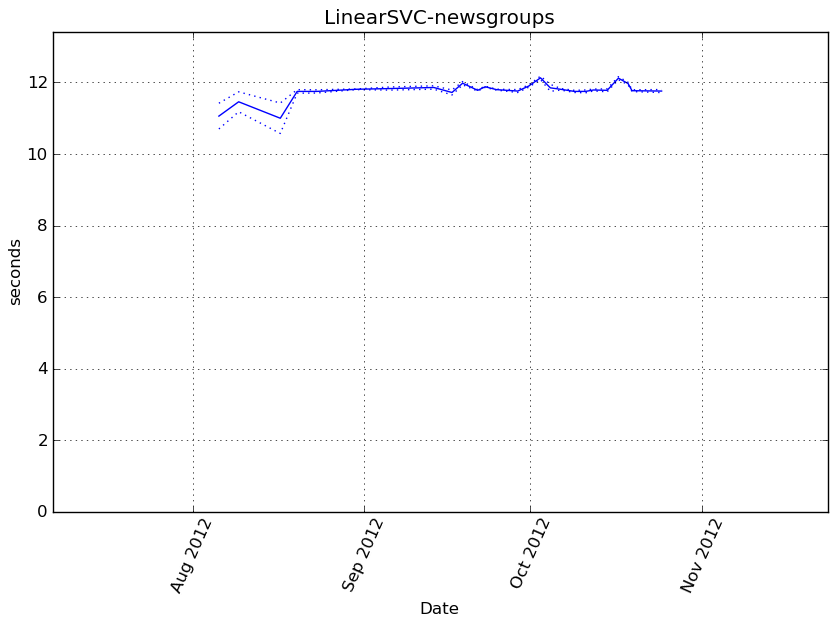 LinearSVC-newsgroups
seconds
12
10
8
6
4
2
0
Aug 2012
Sep 2012
Oct 2012
Nov 2012
Date